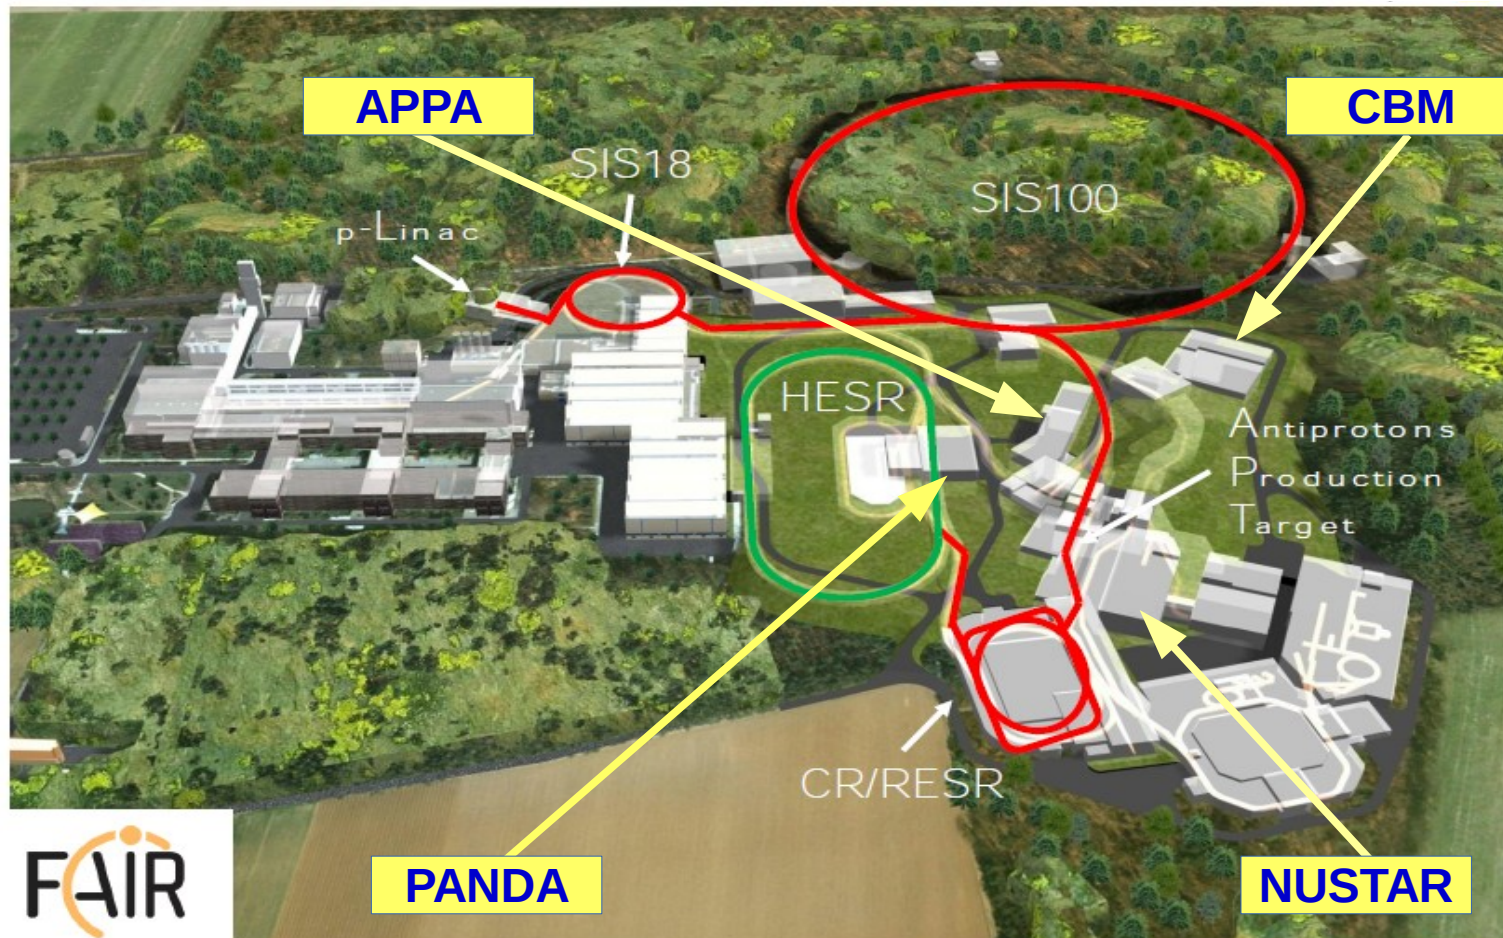 APPA
CBM
SIS18
SIS100
p-Linac
HESR
Antiprotons
Production
Target
CR/RESR
PANDA
NUSTAR
FAIR